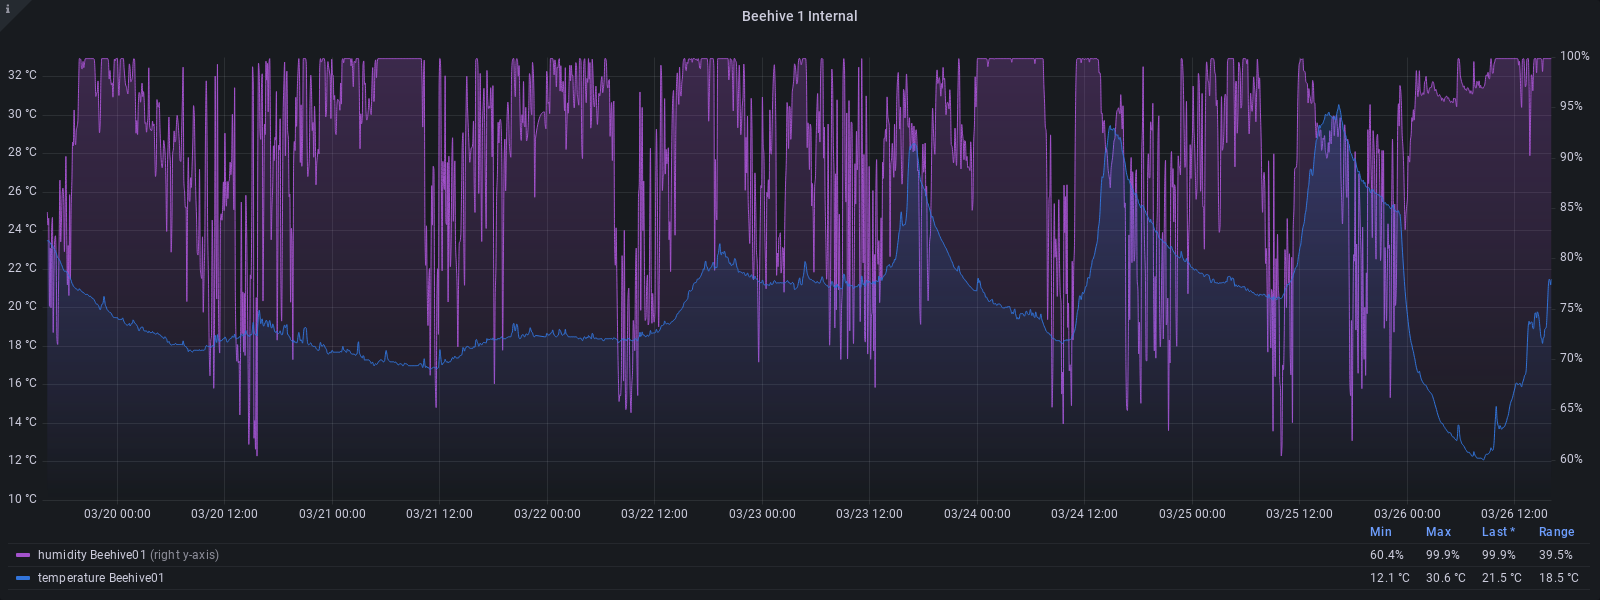 i
Beehive 1 Internal
32 °C
30 °C
28 °C
26 °C
24 °C
22 °C
20 °C
18 °C
16 °C
14 °C
12 °C
10 °C
100%
95%
90%
85%
80%
75%
70%
65%
60%
03/20 00:00 03/20 12:00 03/21 00:00 03/21 12:00 03/22 00:00 03/22 12:00 03/23 00:00 03/23 12:00 03/24 00:00 03/24 12:00 03/25 00:00 03/25 12:00 03/26 00:00 03/26 12:00
Min Max Last * Range
humidity Beehive01 (right y-axis) 60.4% 99.9% 99.9% 39.5%
temperature Beehive01 12.1 °C 30.6 °C 21.5 °C 18.5 °C